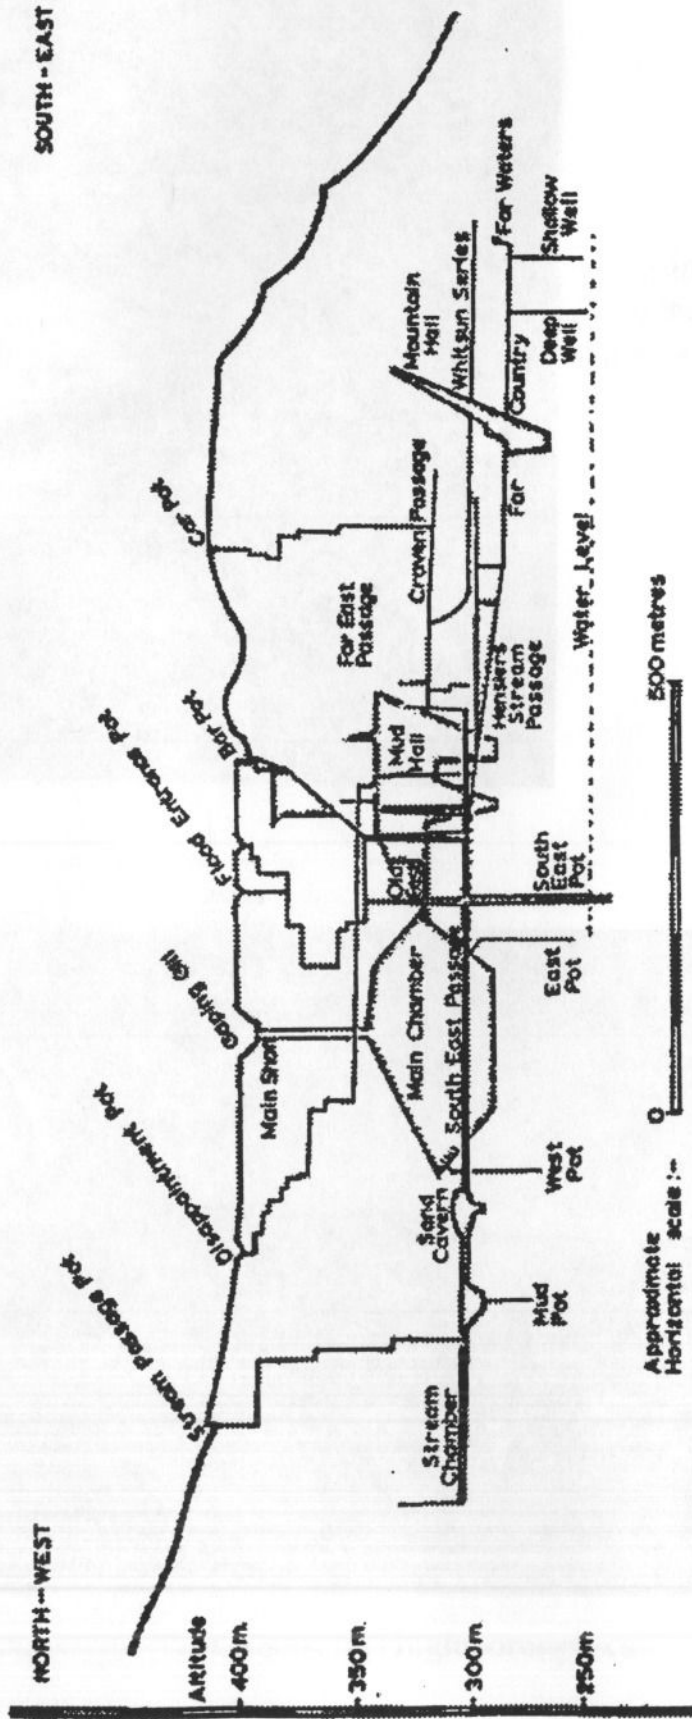 NORTH-WEST
SOUTH-EAST
Stream Passage Pot
Disappointment Pot
Gaping Gill
Flood Entrance Pot
Bar Pot
Car Pot
Altitude
400m.
350m.
300m
250m
Main Shaft
Main Chamber
South East Passage
Old
East
Mud
Hall
Far East
Passage
Craven Passage
Mountain
Hall
Whitsun Series
Far Country
Far Waters
Henslers
Stream
Passage
Stream
Chamber
Sand
Cavern
Mud
Pot
West
Pot
East
Pot
South
East
Pot
Deep
Well
Shallow
Well
Water Level
Approximate
Horizontal scale :-
0
500 metres